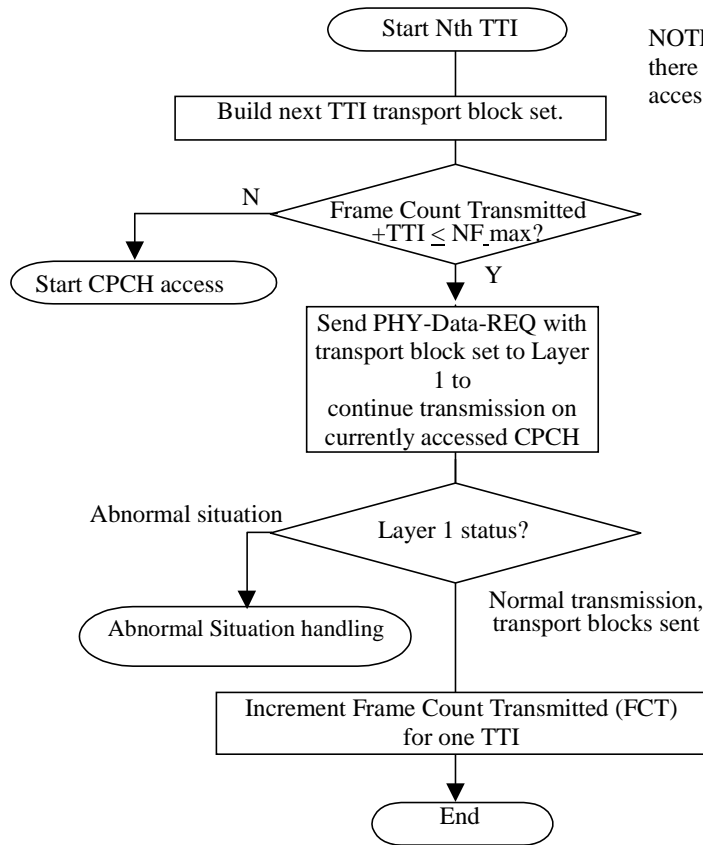 Start Nth TTI
NOTE
there
acces
Build next TTI transport block set.
N
Frame Count Transmitted
+TTI ≤ NF_max?
Start CPCH access
Y
Send PHY-Data-REQ with
transport block set to Layer
1 to
continue transmission on
currently accessed CPCH
Abnormal situation
Layer 1 status?
Abnormal Situation handling
Normal transmission,
transport blocks sent
Increment Frame Count Transmitted (FCT)
for one TTI
End